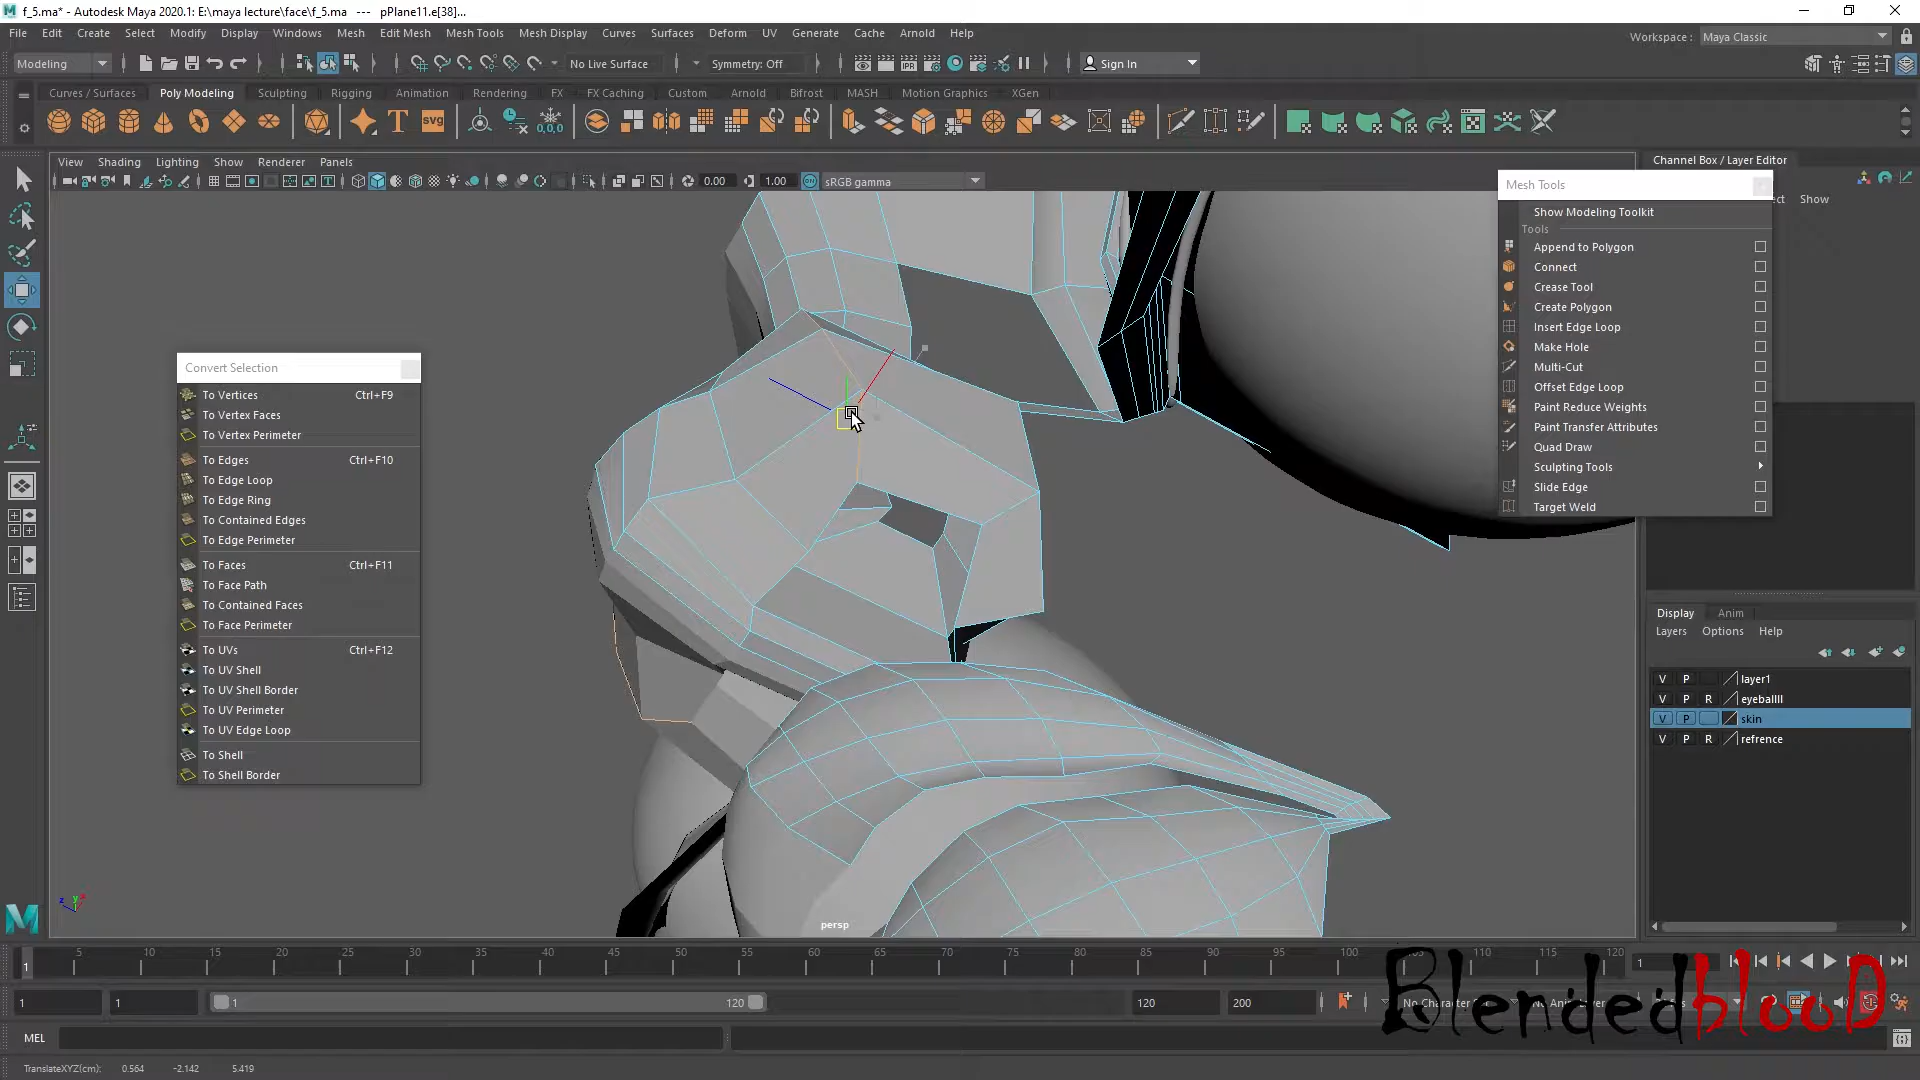 f_5.ma* - Autodesk Maya 2020.1: E:\maya lecture\face\f_5.ma --- pPlane11.e[38]...
File Edit Create Select Modify Display Windows Mesh Edit Mesh Mesh Tools Mesh Display Curves Surfaces Deform UV Generate Cache Arnold Help
Workspace : Maya Classic
Modeling No Live Surface Symmetry: Off Sign In
Curves / Surfaces Poly Modeling Sculpting Rigging Animation Rendering FX FX Caching Custom Arnold Bifrost MASH Motion Graphics XGen
View Shading Lighting Show Renderer Panels
0.00 1.00 sRGB gamma
Channel Box / Layer Editor
Show
Mesh Tools
Show Modeling Toolkit
Tools
Append to Polygon
Connect
Crease Tool
Create Polygon
Insert Edge Loop
Make Hole
Multi-Cut
Offset Edge Loop
Paint Reduce Weights
Paint Transfer Attributes
Quad Draw
Sculpting Tools
Slide Edge
Target Weld
Convert Selection
To Vertices Ctrl+F9
To Vertex Faces
To Vertex Perimeter
To Edges Ctrl+F10
To Edge Loop
To Edge Ring
To Contained Edges
To Edge Perimeter
To Faces Ctrl+F11
To Face Path
To Contained Faces
To Face Perimeter
To UVs Ctrl+F12
To UV Shell
To UV Shell Border
To UV Perimeter
To UV Edge Loop
To Shell
To Shell Border
persp
Display Anim
Layers Options Help
V P layer1
V P R eyeballll
V P skin
V P R refrence
5 10 15 20 25 30 35 40 45 50 55 60 65 70 75 80 85 90 95 100 110 115 120
1 1
1 1 1 120 120 200
BlendedblooD
MEL
TranslateXYZ(cm): 0.564 -2.142 5.419